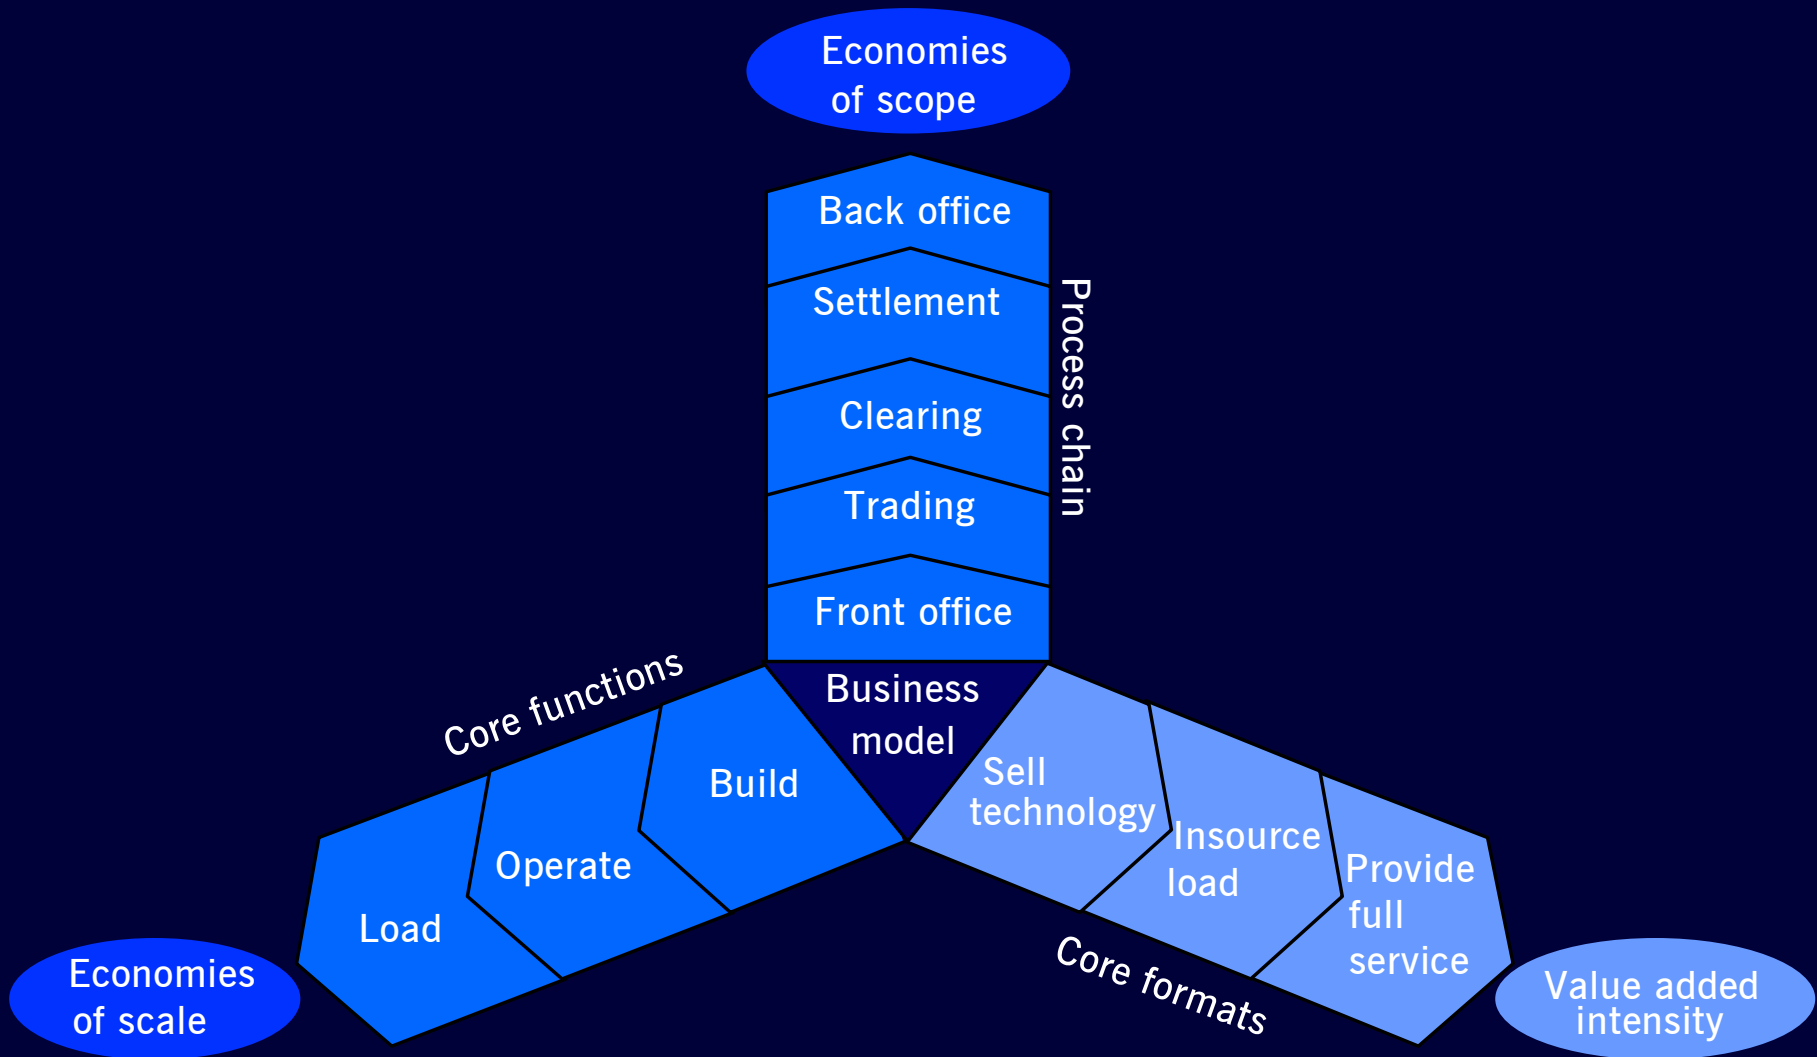 Economies
of scope
Back office
Settlement
Process chain
Clearing
Trading
Front office
Core functions
Business
model
Build
Operate
Load
Economies
of scale
Sell
technology
Insource
load
Provide
full
service
Core formats
Value added
intensity